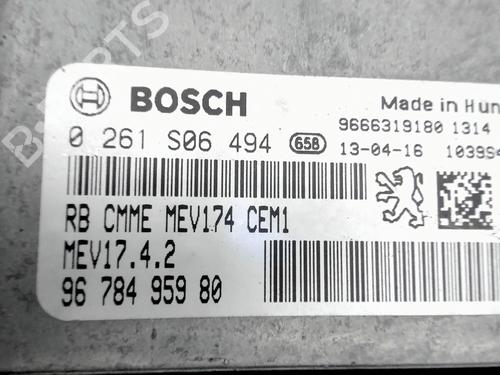 BOSCH
Made in Hun
0 261 S06 494 658
9666319180 1314
13-04-16 1039S4
RB CMME MEV174 CEM1
MEV17.4.2
96 784 959 80